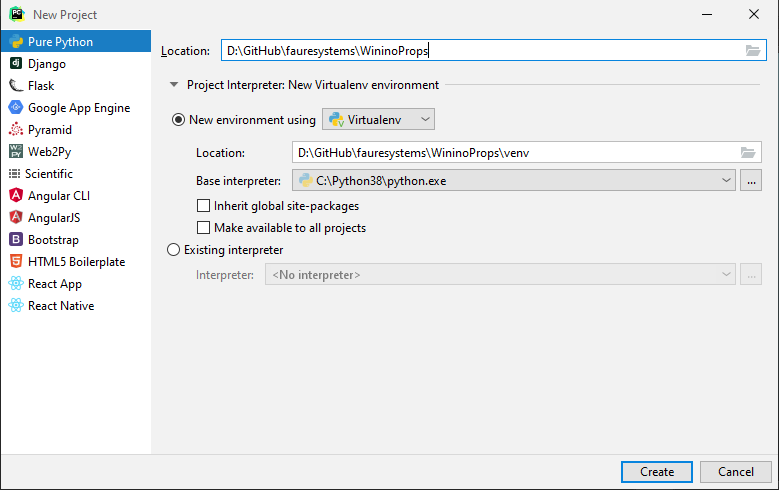 New Project
Pure Python
Django
Flask
Google App Engine
Pyramid
Web2Py
Scientific
Angular CLI
AngularJS
Bootstrap
HTML5 Boilerplate
React App
React Native
Location: D:\GitHub\fauresystems\WininoProps
Project Interpreter: New Virtualenv environment
New environment using Virtualenv
Location: D:\GitHub\fauresystems\WininoProps\venv
Base interpreter: C:\Python38\python.exe ...
Inherit global site-packages
Make available to all projects
Existing interpreter
Interpreter: <No interpreter> ...
Create Cancel